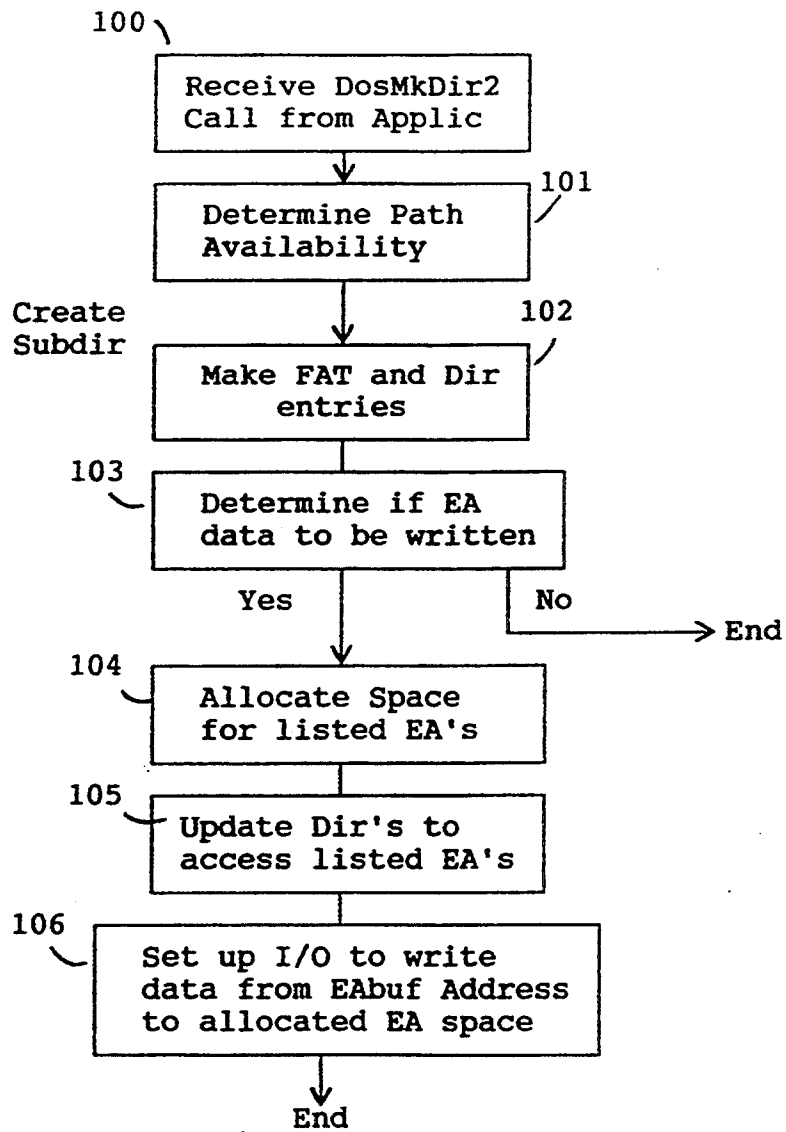 100
Receive DosMkDir2
Call from Applic
101
Determine Path
Availability
Create
Subdir
102
Make FAT and Dir
entries
103
Determine if EA
data to be written
Yes
No
End
104
Allocate Space
for listed EA's
105
Update Dir's to
access listed EA's
106
Set up I/O to write
data from EAbuf Address
to allocated EA space
End